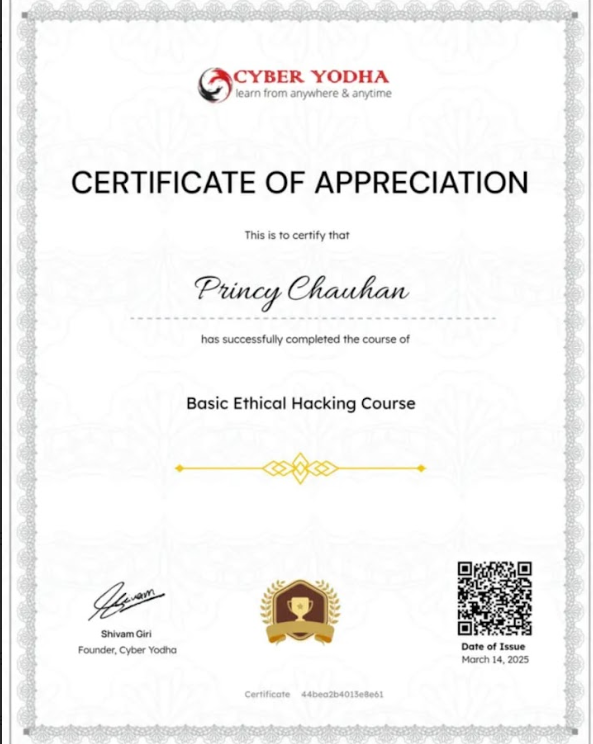 CYBER YODHA
learn from anywhere & anytime
CERTIFICATE OF APPRECIATION
This is to certify that
Princy Chauhan
has successfully completed the course of
Basic Ethical Hacking Course
Shivam
Shivam Giri
Founder, Cyber Yodha
Date of Issue
March 14, 2025
Certificate 44bea2b4013e8e61